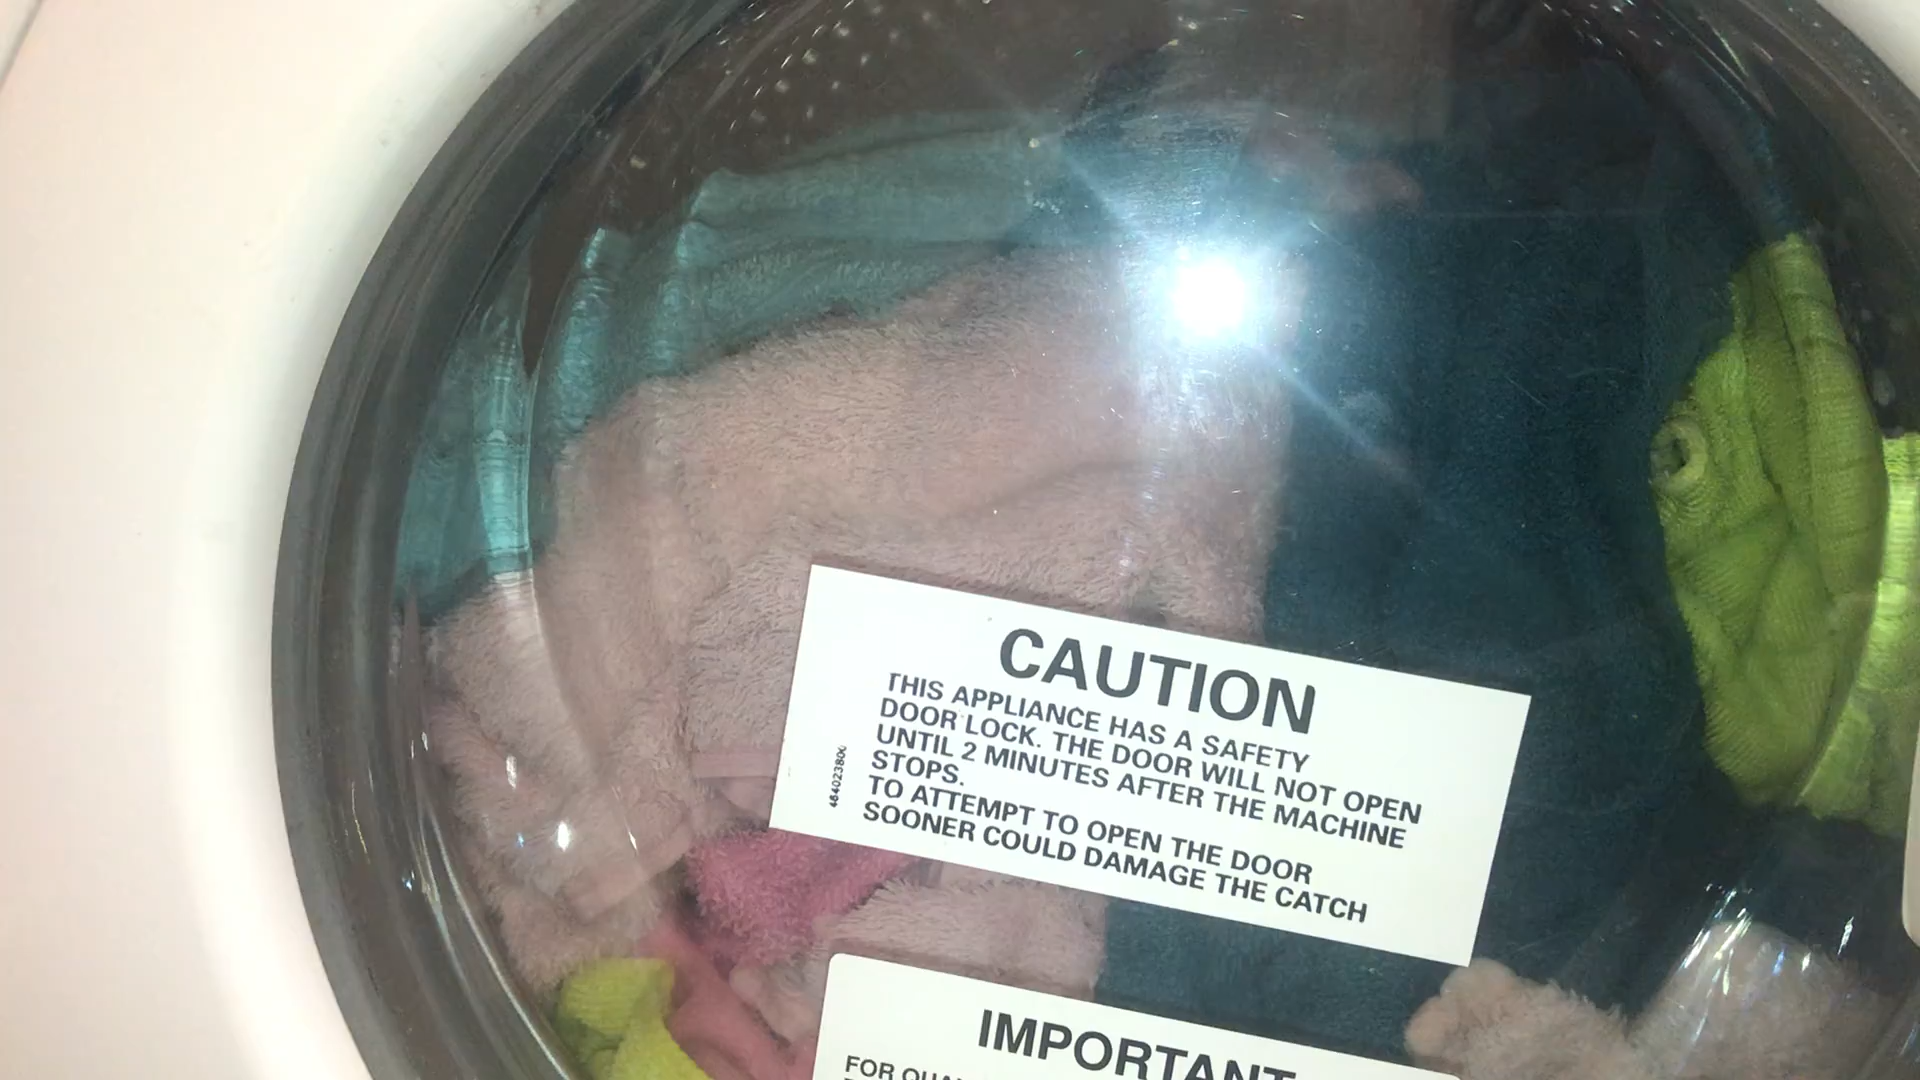 CAUTION
THIS APPLIANCE HAS A SAFETY
DOOR LOCK. THE DOOR WILL NOT OPEN
UNTIL 2 MINUTES AFTER THE MACHINE
STOPS.
TO ATTEMPT TO OPEN THE DOOR
SOONER COULD DAMAGE THE CATCH
IMPORTANT
FOR